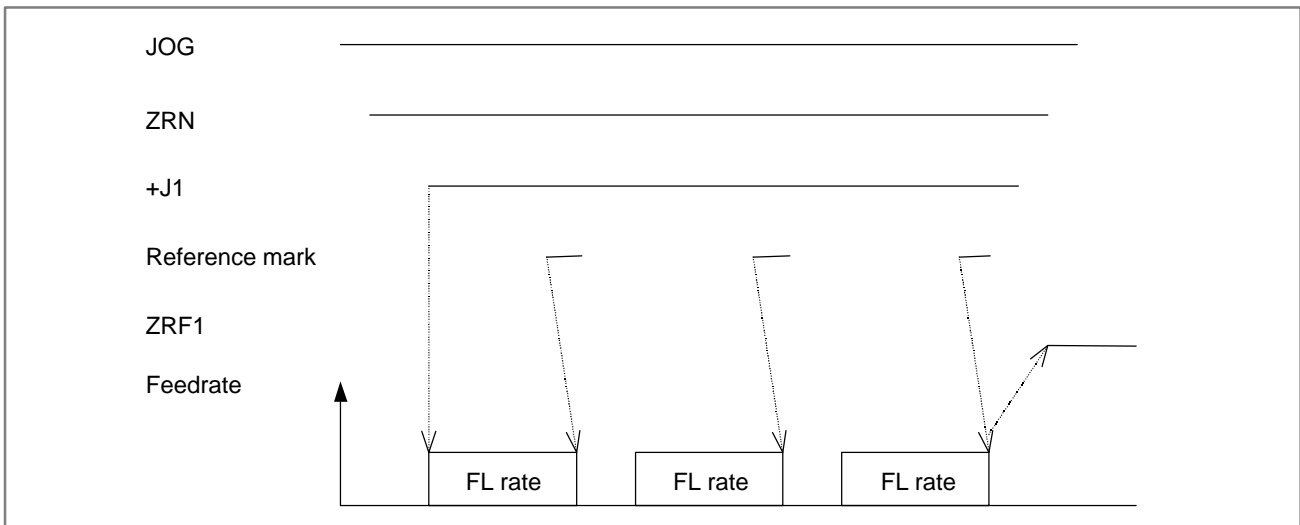 JOG
ZRN
+J1
Reference mark
ZRF1
Feedrate
FL rate FL rate FL rate